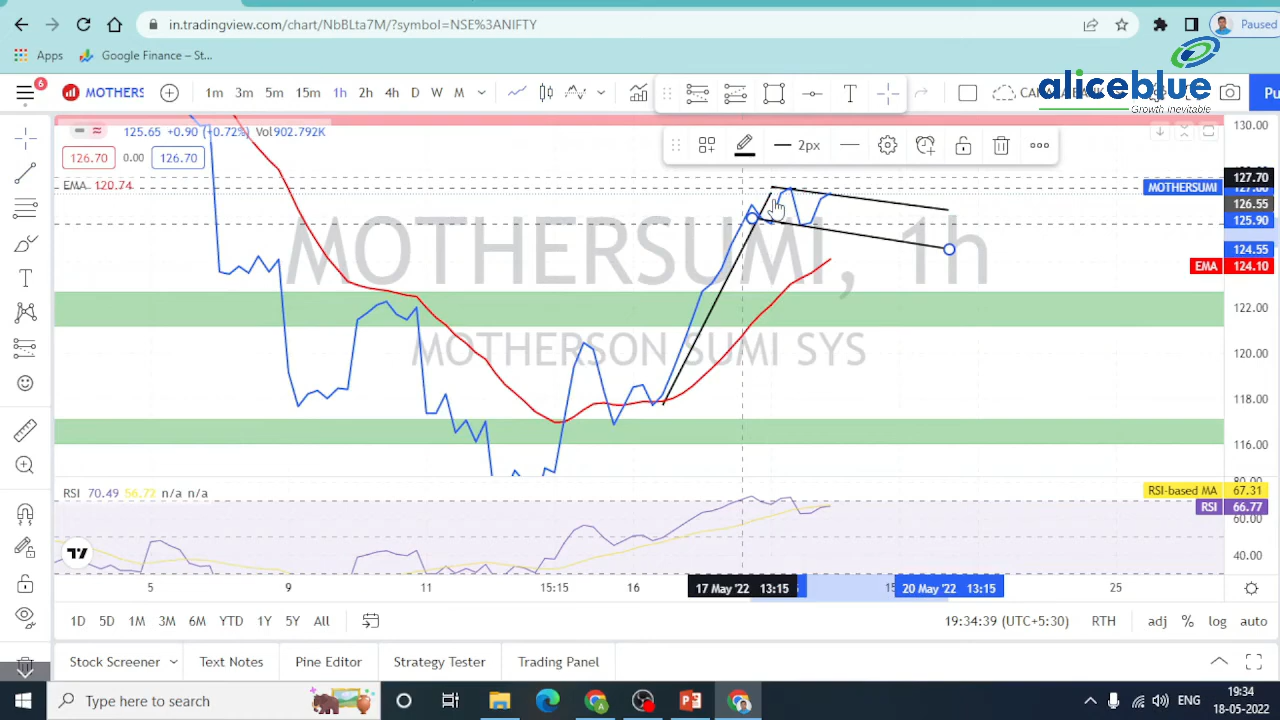 in.tradingview.com/chart/NbBLta7M/?symbol=NSE%3ANIFTY
Paused
Apps
Google Finance – St...
aliceblue
Growth inevitable
6
MOTHERS
1m 3m 5m 15m 1h 2h 4h D W M
Pu
125.65 +0.90 (+0.72%) Vol902.792K
126.70 0.00 126.70
2px
EMA 120.74
130.00
127.70
MOTHERSUMI
126.55
125.90
124.55
EMA 124.10
122.00
120.00
118.00
116.00
MOTHERSUMI, 1h
MOTHERSON SUMI SYS
RSI 70.49 56.72 n/a n/a
80.00
RSI-based MA 67.31
RSI 66.77
60.00
40.00
5 9 11 15:15 16 17 May '22 13:15 20 May '22 13:15 25
1D 5D 1M 3M 6M YTD 1Y 5Y All
19:34:39 (UTC+5:30) RTH adj % log auto
Stock Screener Text Notes Pine Editor Strategy Tester Trading Panel
Type here to search
ENG
19:34
18-05-2022